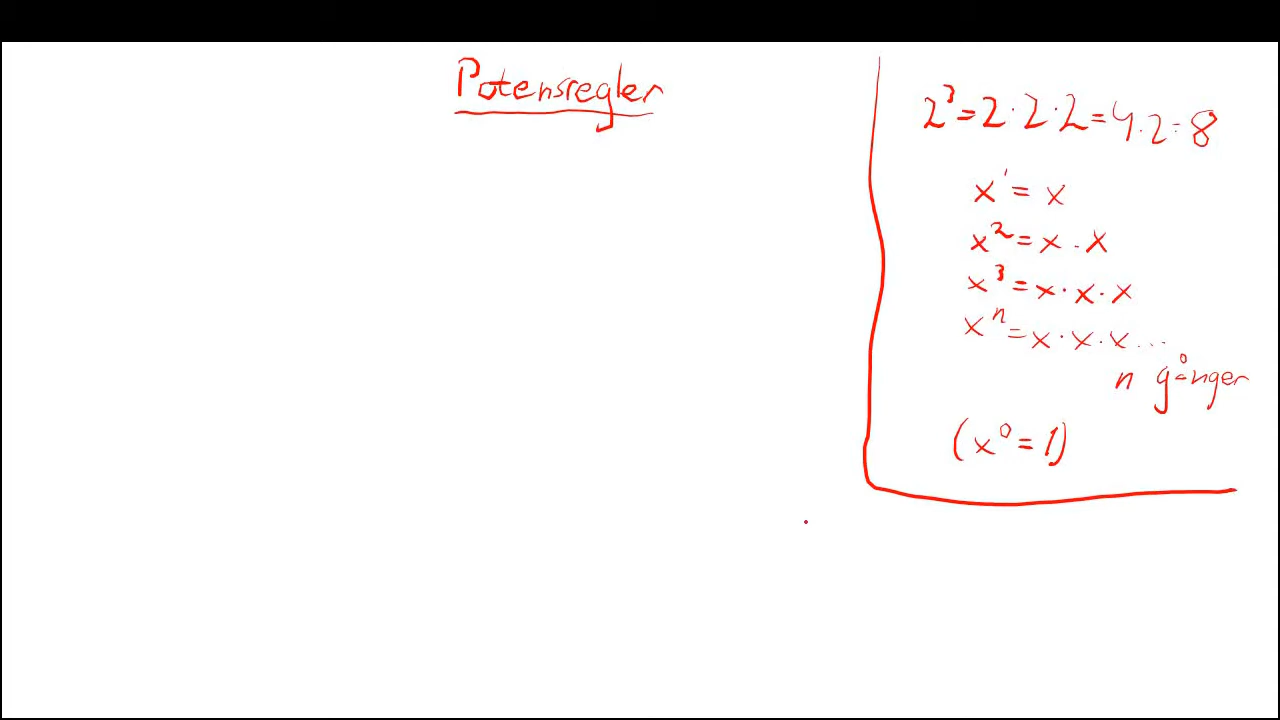 Potensregler
2³=2·2·2=4·2=8
x¹=x
x²=x·x
x³=x·x·x
xⁿ=x·x·x...
n gånger
(x⁰=1)